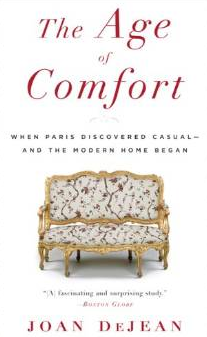 The Age
of
Comfort
WHEN PARIS DISCOVERED CASUAL—
AND THE MODERN HOME BEGAN
"[A] fascinating and surprising study."
—BOSTON GLOBE
JOAN DEJEAN